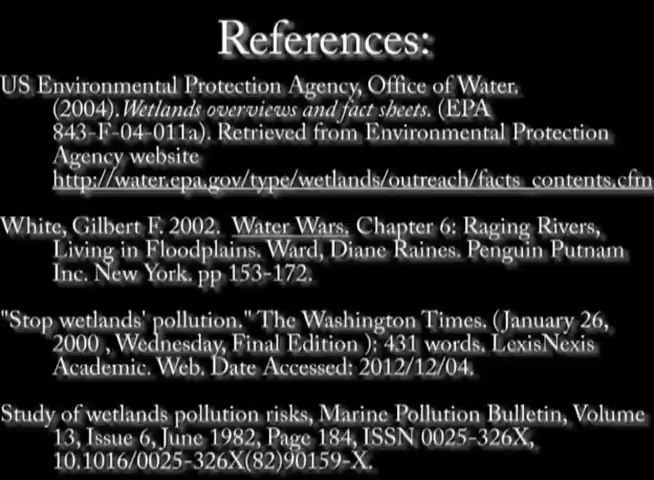 References:
US Environmental Protection Agency, Office of Water.
(2004). Wetlands overviews and fact sheets. (EPA
843-F-04-011a). Retrieved from Environmental Protection
Agency website
http://water.epa.gov/type/wetlands/outreach/facts_contents.cfm
White, Gilbert F. 2002. Water Wars. Chapter 6: Raging Rivers,
Living in Floodplains. Ward, Diane Raines. Penguin Putnam
Inc. New York. pp 153-172.
"Stop wetlands' pollution." The Washington Times. (January 26,
2000 , Wednesday, Final Edition ): 431 words. LexisNexis
Academic. Web. Date Accessed: 2012/12/04.
Study of wetlands pollution risks, Marine Pollution Bulletin, Volume
13, Issue 6, June 1982, Page 184, ISSN 0025-326X,
10.1016/0025-326X(82)90159-X.